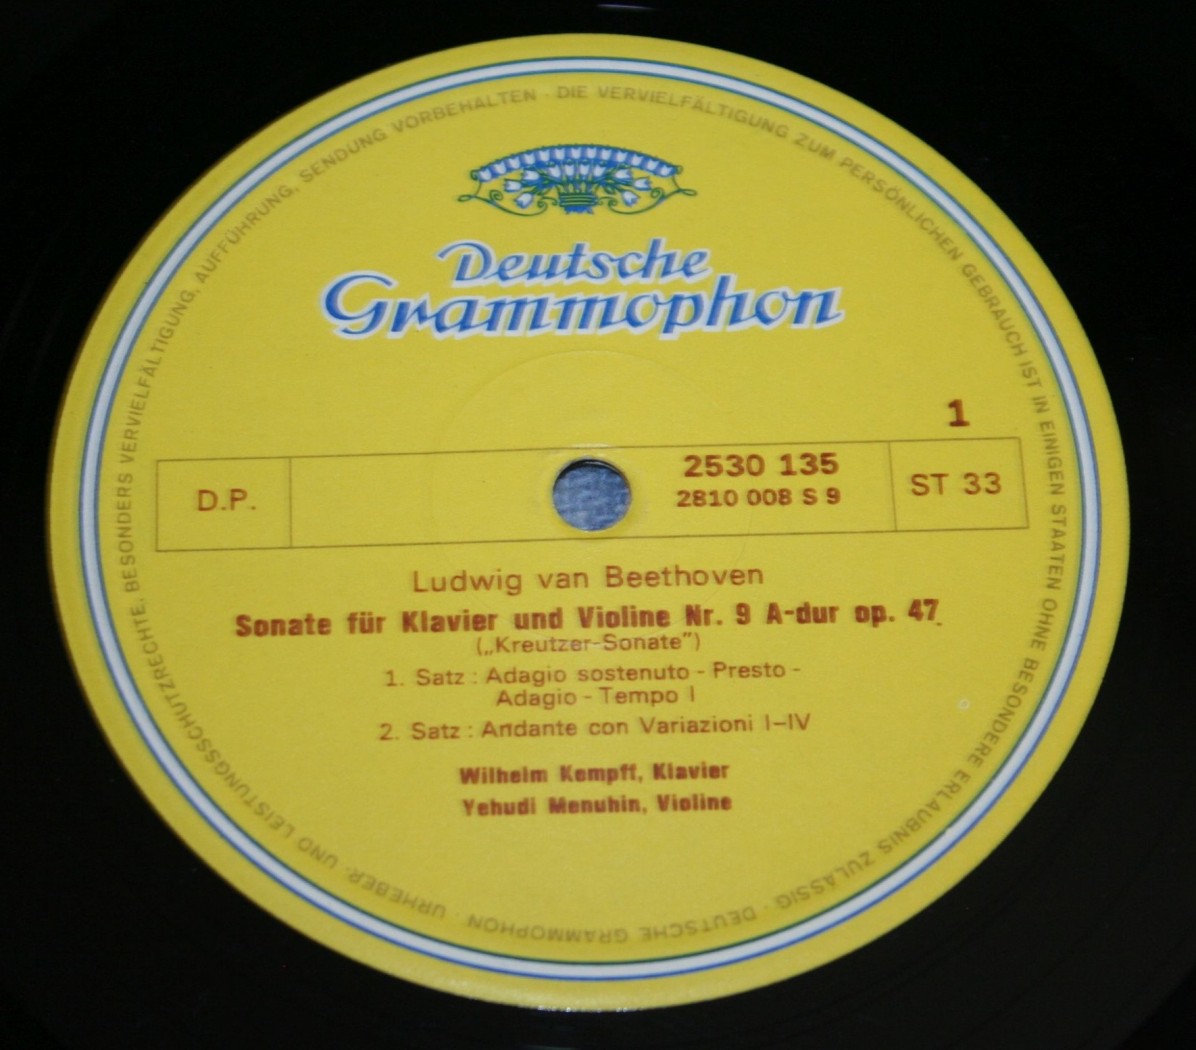 Deutsche
Grammophon
1
D.P.
2530 135
2810 008 S 9
ST 33
Ludwig van Beethoven
Sonate für Klavier und Violine Nr. 9 A-dur op. 47
(„Kreutzer-Sonate”)
1. Satz : Adagio sostenuto - Presto -
Adagio - Tempo I
2. Satz : Andante con Variazioni I–IV
Wilhelm Kempff, Klavier
Yehudi Menuhin, Violine
DEUTSCHE GRAMMOPHON · URHEBER- UND LEISTUNGSSCHUTZRECHTE, BESONDERS VERVIELFÄLTIGUNG, AUFFÜHRUNG, SENDUNG VORBEHALTEN · DIE VERVIELFÄLTIGUNG ZUM PERSÖNLICHEN GEBRAUCH IST IN EINIGEN STAATEN OHNE BESONDERE ERLAUBNIS ZULÄSSIG ·